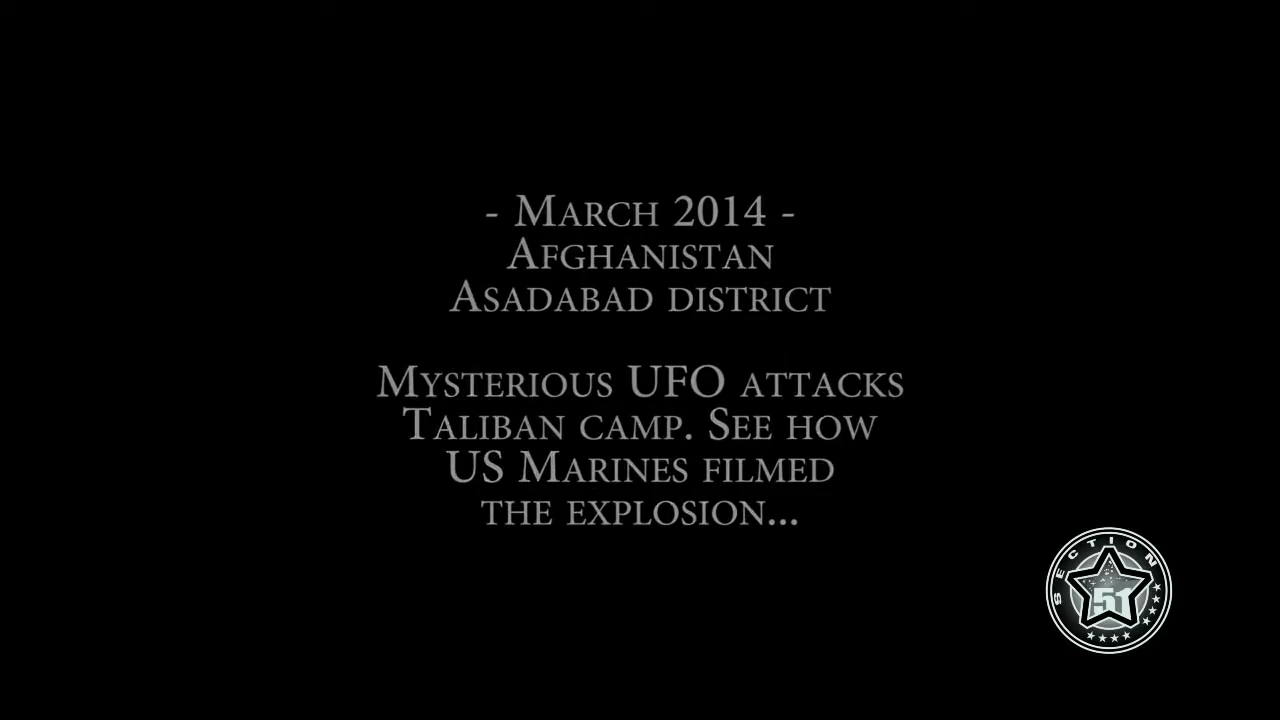 - March 2014 -
Afghanistan
Asadabad district
Mysterious UFO attacks
Taliban camp. See how
US Marines filmed
the explosion...
SECTION
51